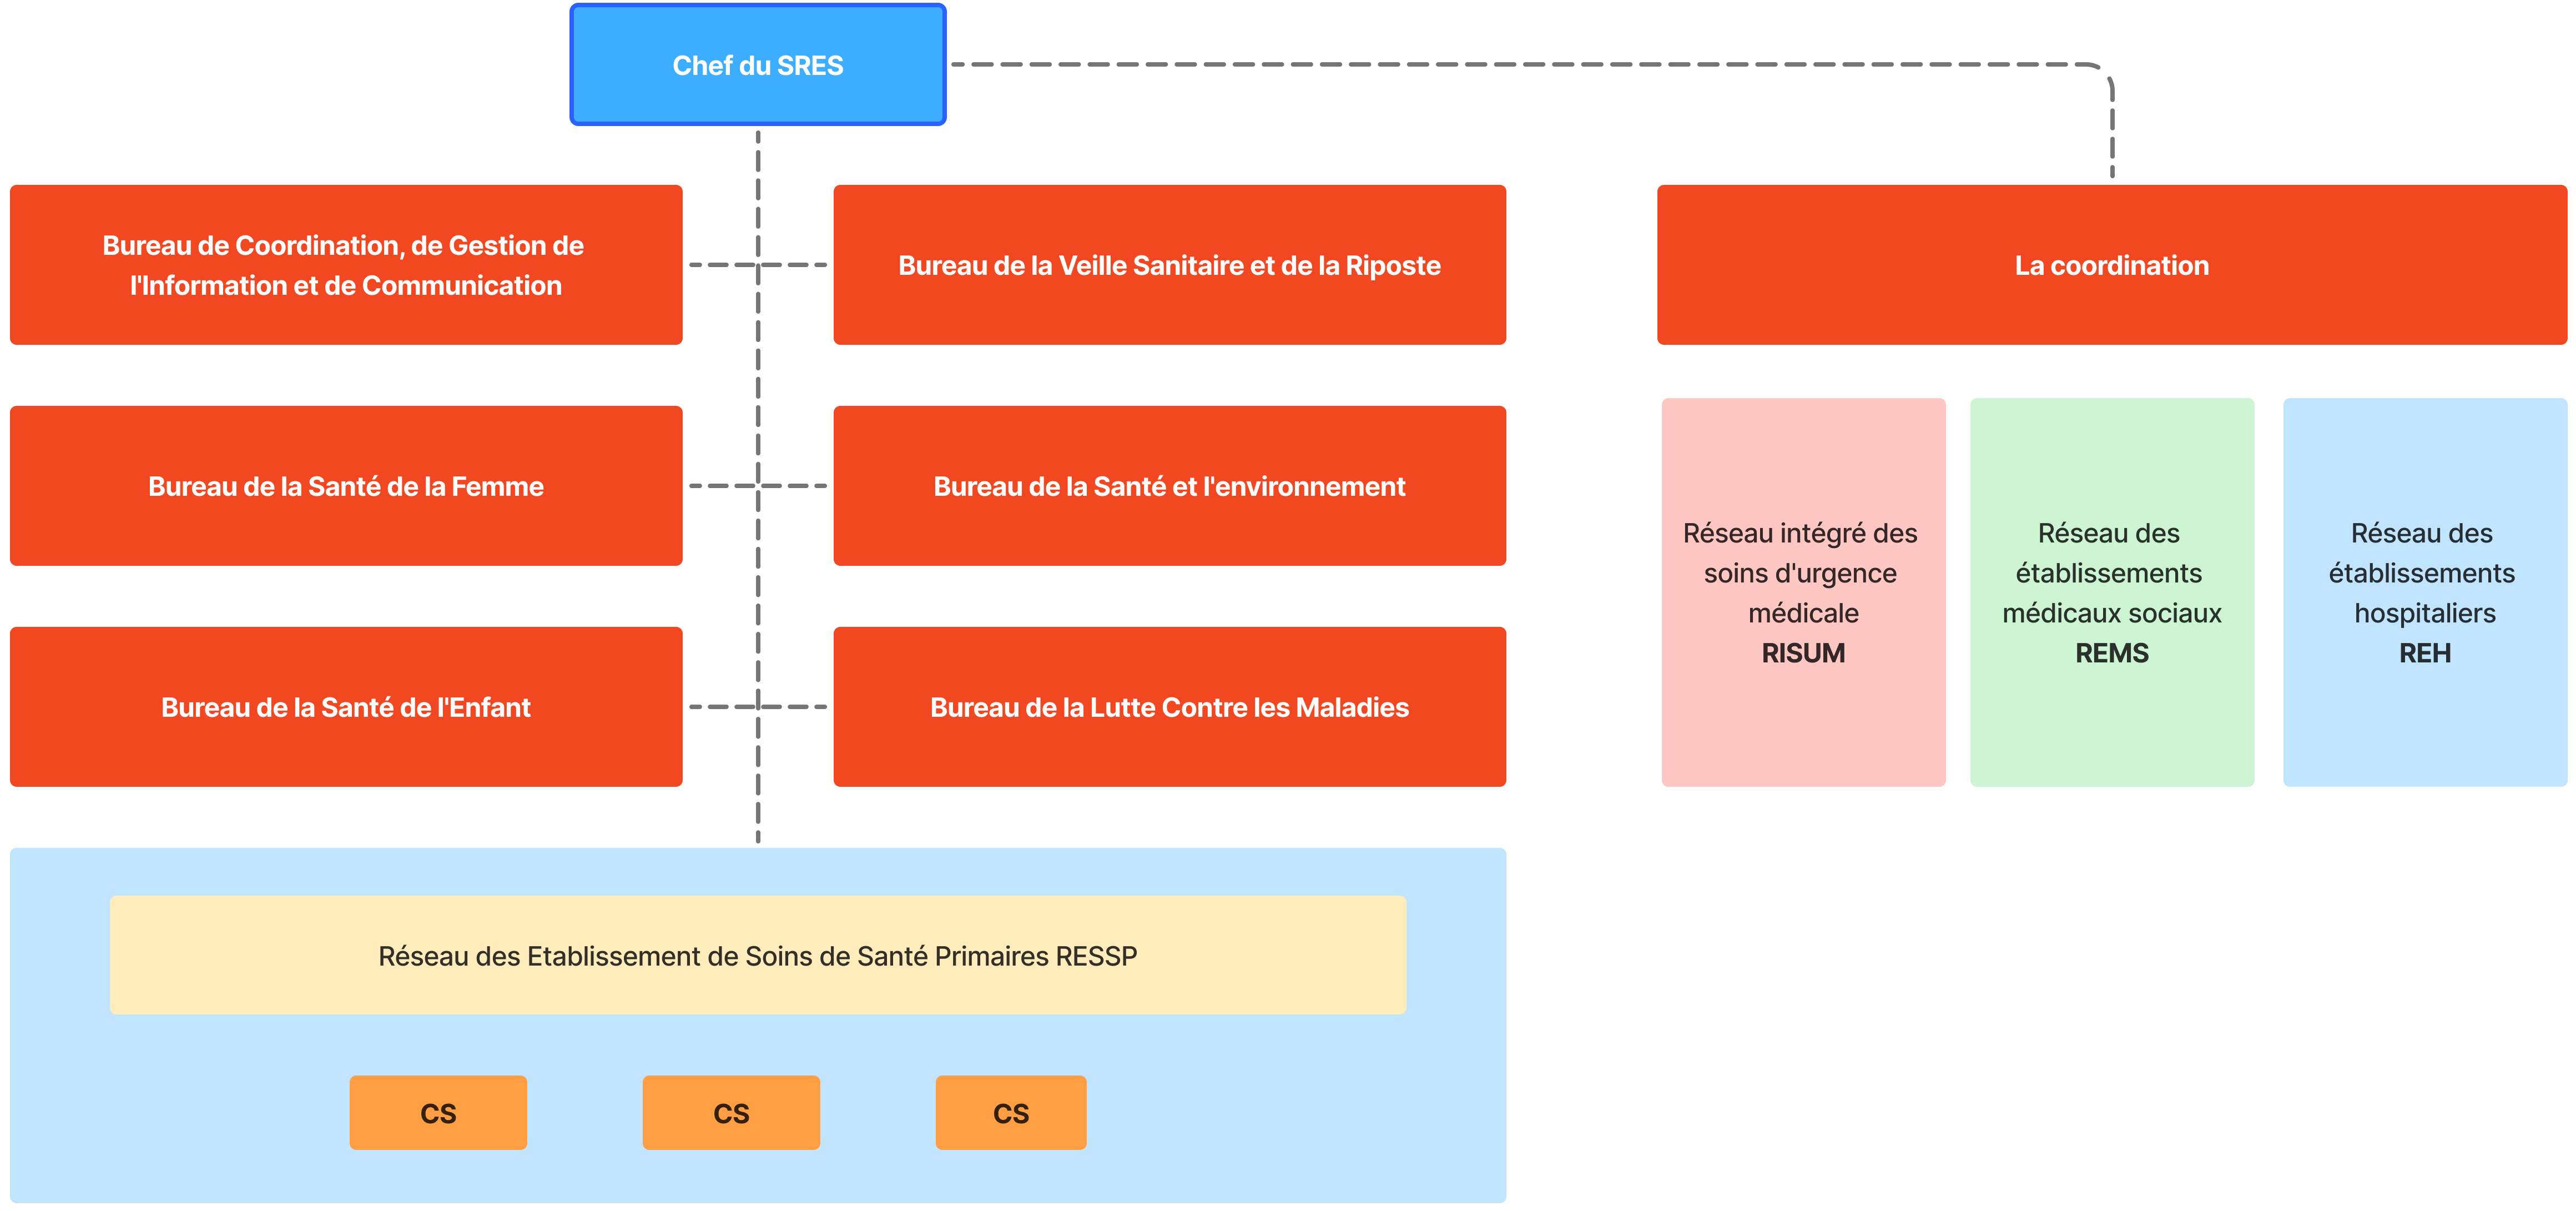 Chef du SRES
Bureau de Coordination, de Gestion de
l'Information et de Communication
Bureau de la Veille Sanitaire et de la Riposte
La coordination
Bureau de la Santé de la Femme
Bureau de la Santé et l'environnement
Bureau de la Santé de l'Enfant
Bureau de la Lutte Contre les Maladies
Réseau intégré des
soins d'urgence
médicale
RISUM
Réseau des
établissements
médicaux sociaux
REMS
Réseau des
établissements
hospitaliers
REH
Réseau des Etablissement de Soins de Santé Primaires RESSP
CS
CS
CS